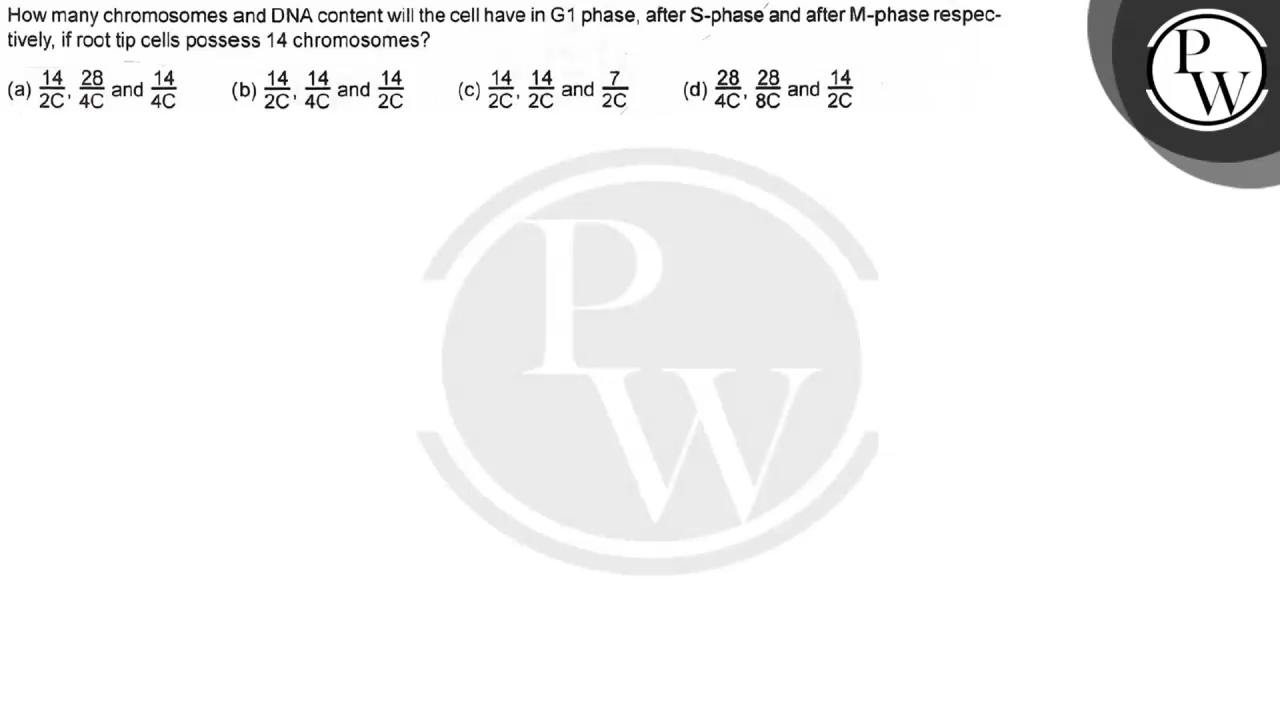 How many chromosomes and DNA content will the cell have in G1 phase, after S-phase and after M-phase respec-
tively, if root tip cells possess 14 chromosomes?
(a) 14/2C, 28/4C and 14/4C (b) 14/2C, 14/4C and 14/2C (c) 14/2C, 14/2C and 7/2C (d) 28/4C, 28/8C and 14/2C
P
W
P
W